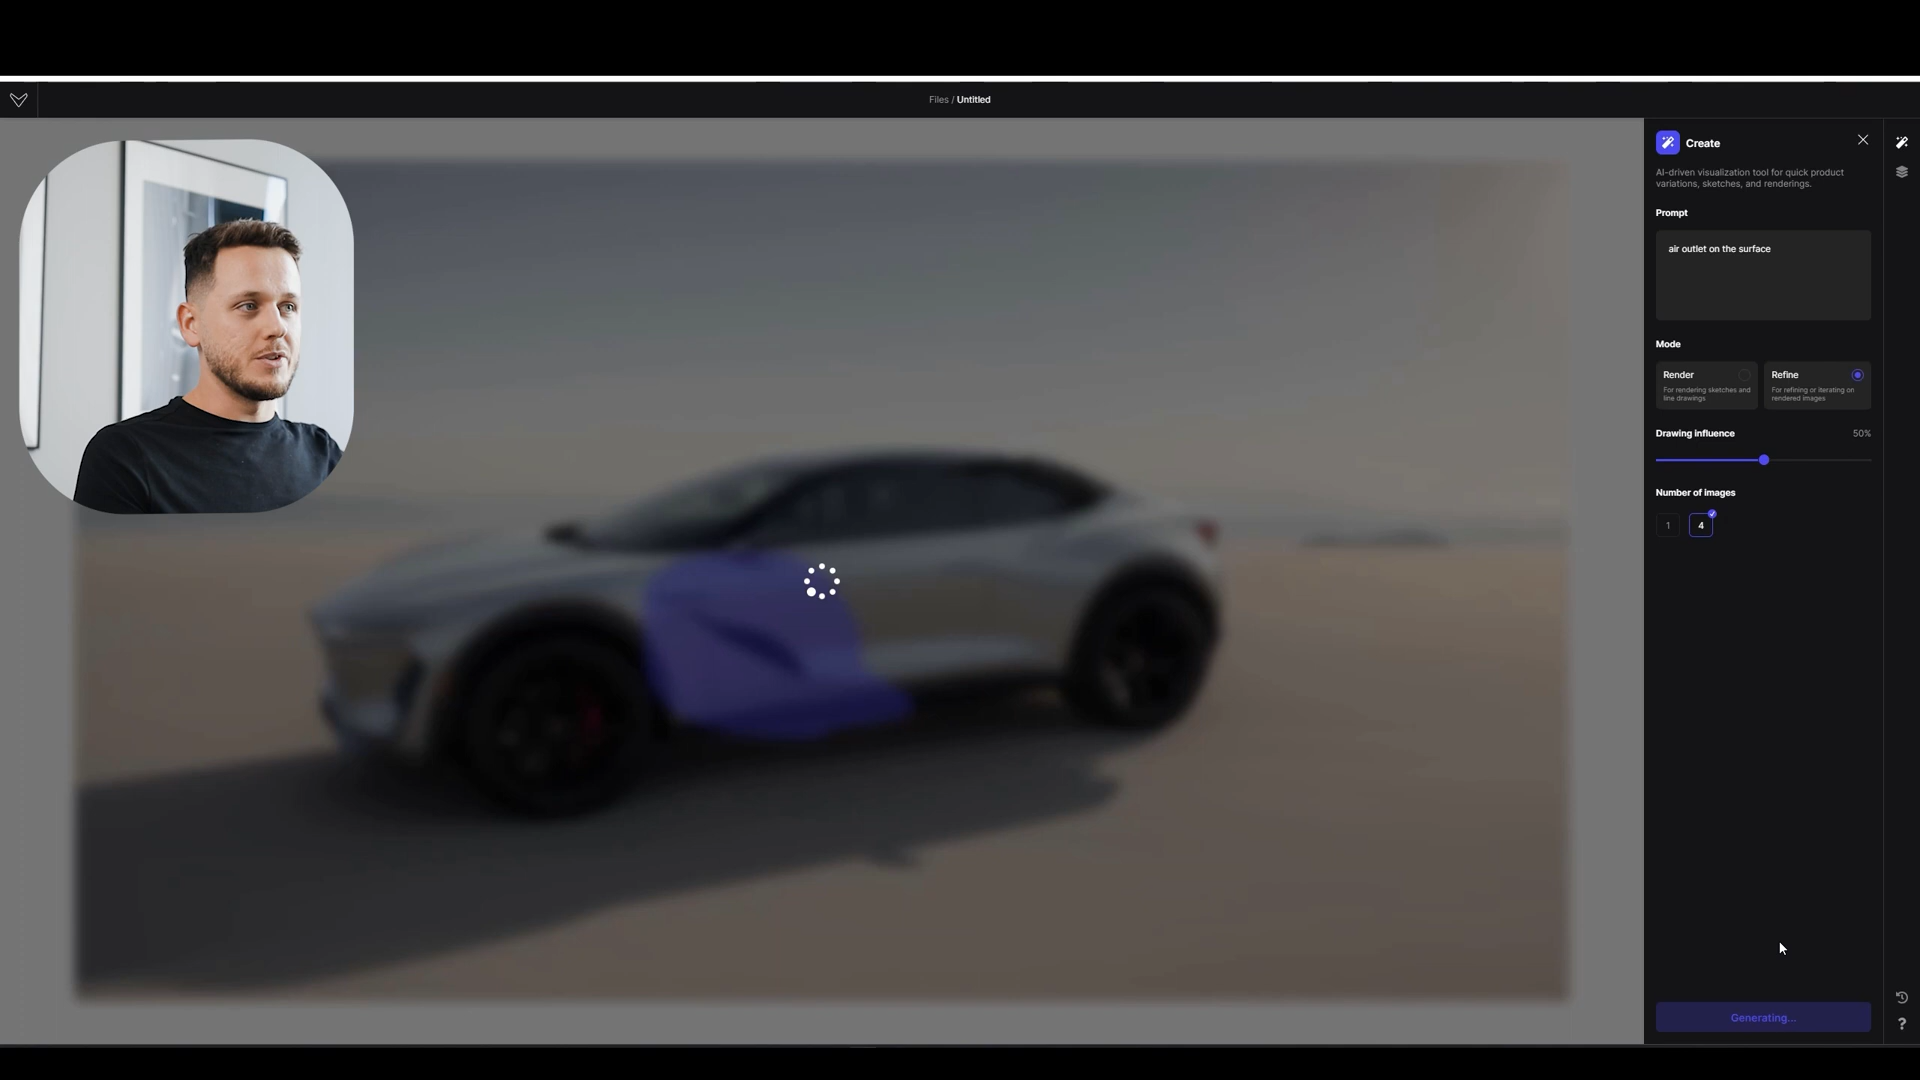 Files / Untitled
Create
AI-driven visualization tool for quick product
variations, sketches, and renderings.
Prompt
air outlet on the surface
Mode
Render
For rendering sketches and
line drawings
Refine
For refining or iterating on
rendered images
Drawing influence
50%
Number of images
1
4
Generating...
?